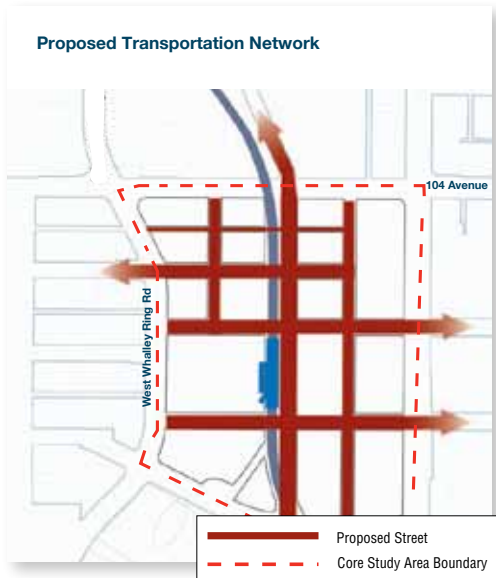 Proposed Transportation Network
104 Avenue
West Whalley Ring Rd
Proposed Street
Core Study Area Boundary